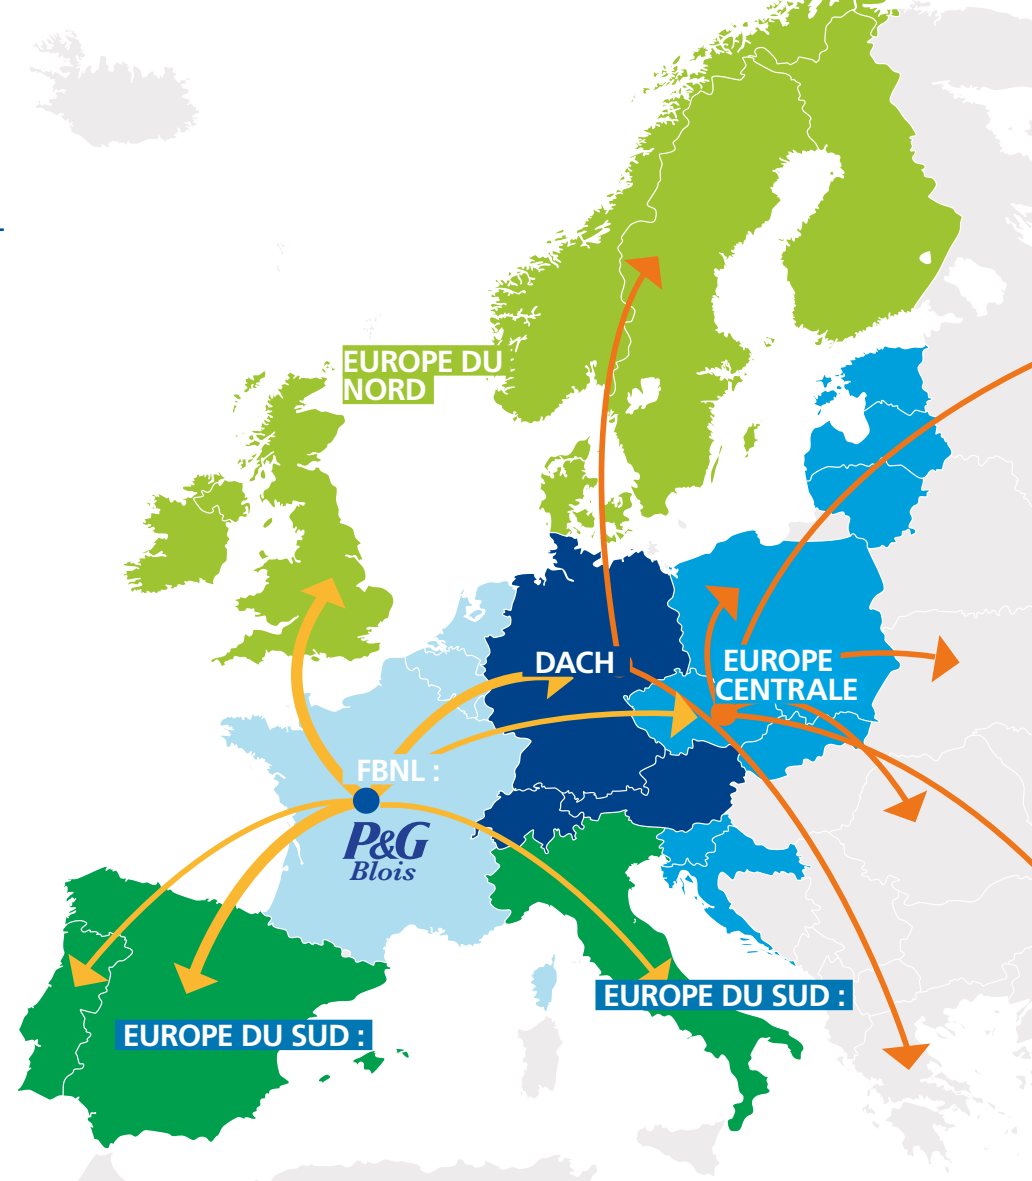 EUROPE DU
NORD
DACH
EUROPE
CENTRALE
FBNL :
P&G
Blois
EUROPE DU SUD :
EUROPE DU SUD :